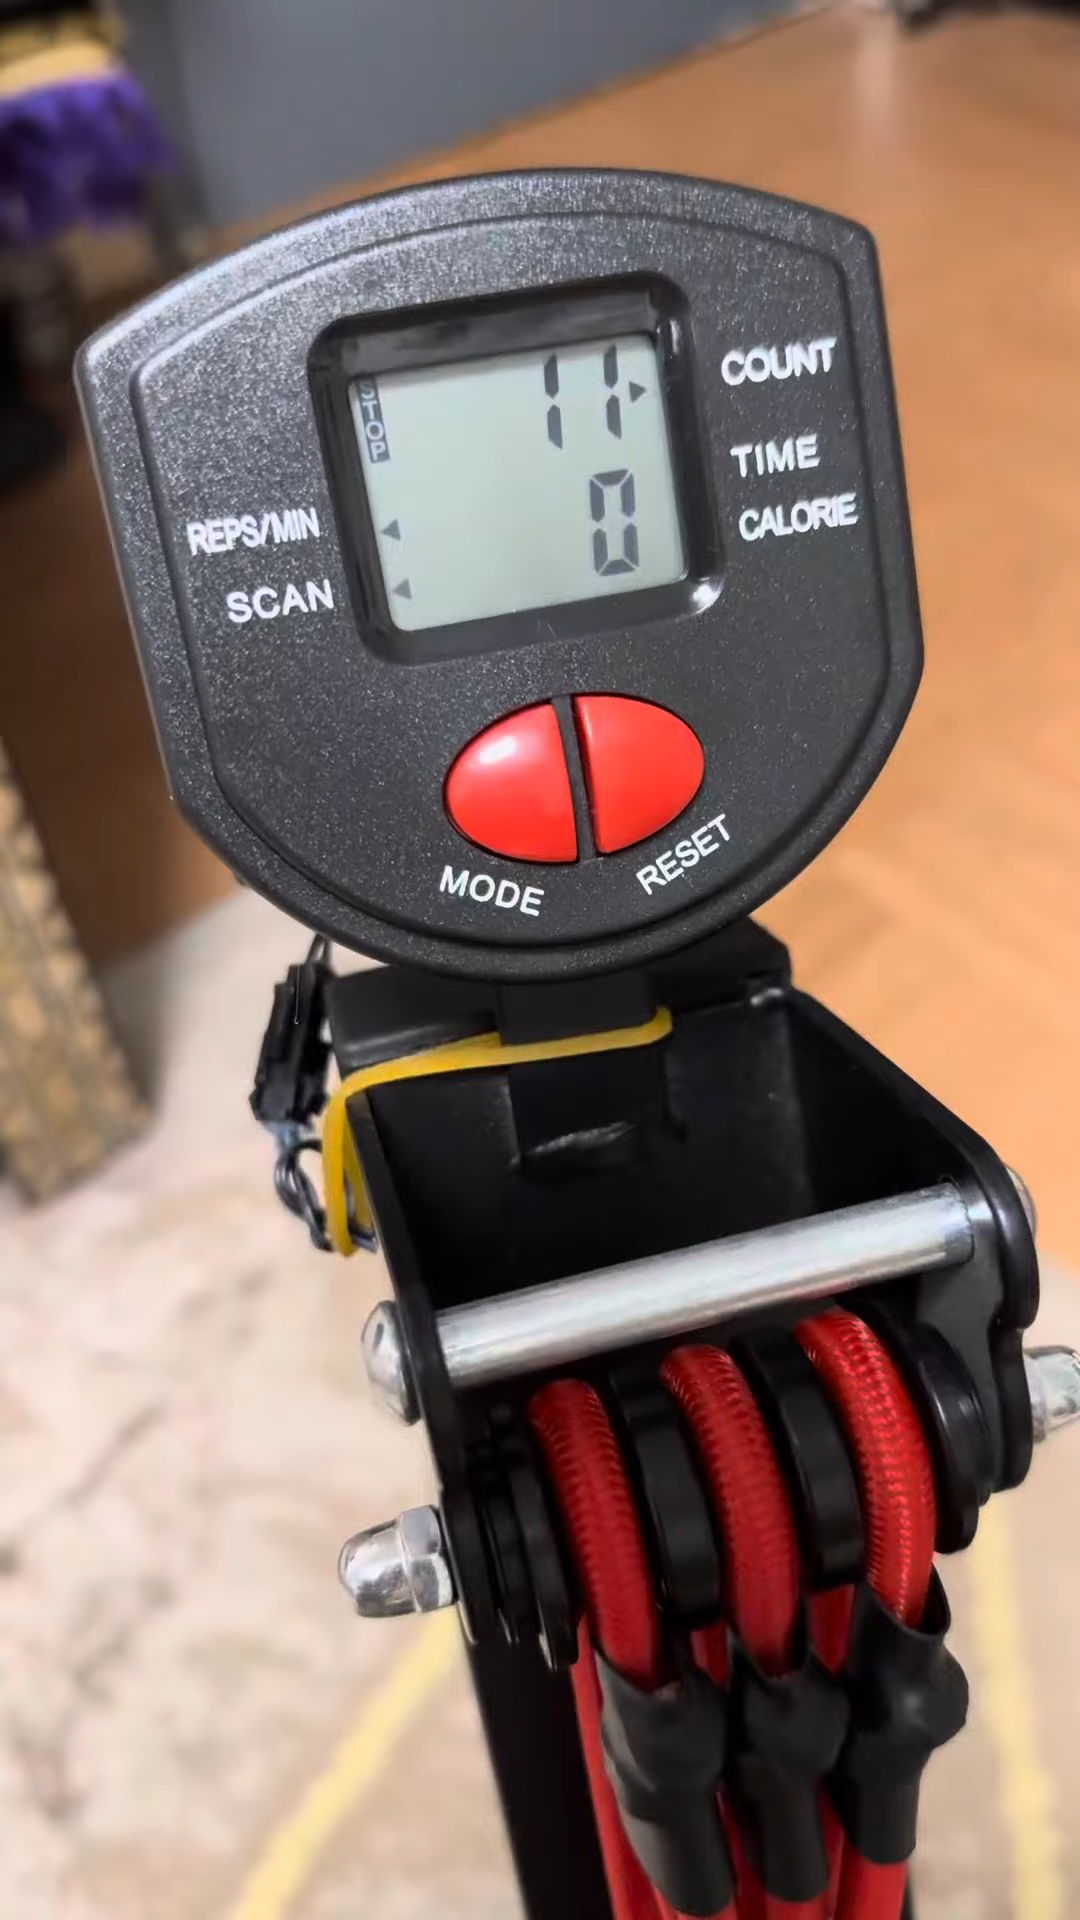 STOP
11
0
COUNT
TIME
CALORIE
REPS/MIN
SCAN
MODE
RESET